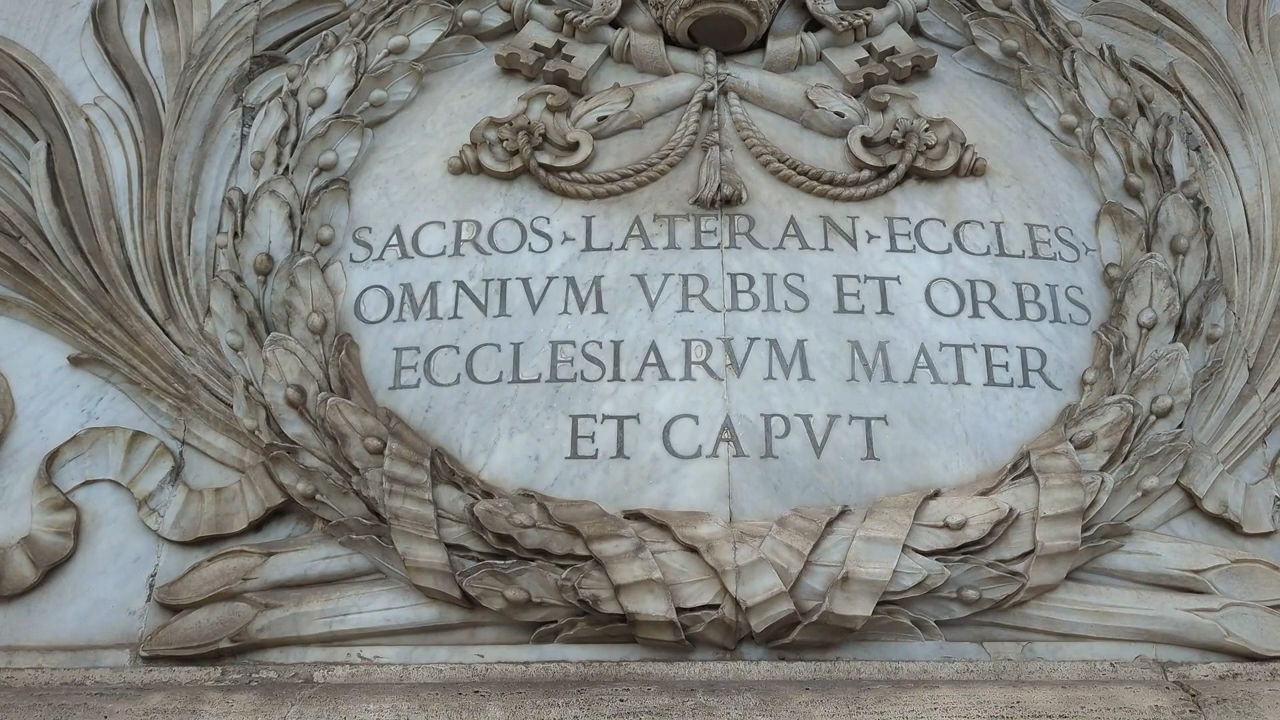 SACROS·LATERAN·ECCLES·
OMNIVM VRBIS ET ORBIS
ECCLESIARVM MATER
ET CAPVT